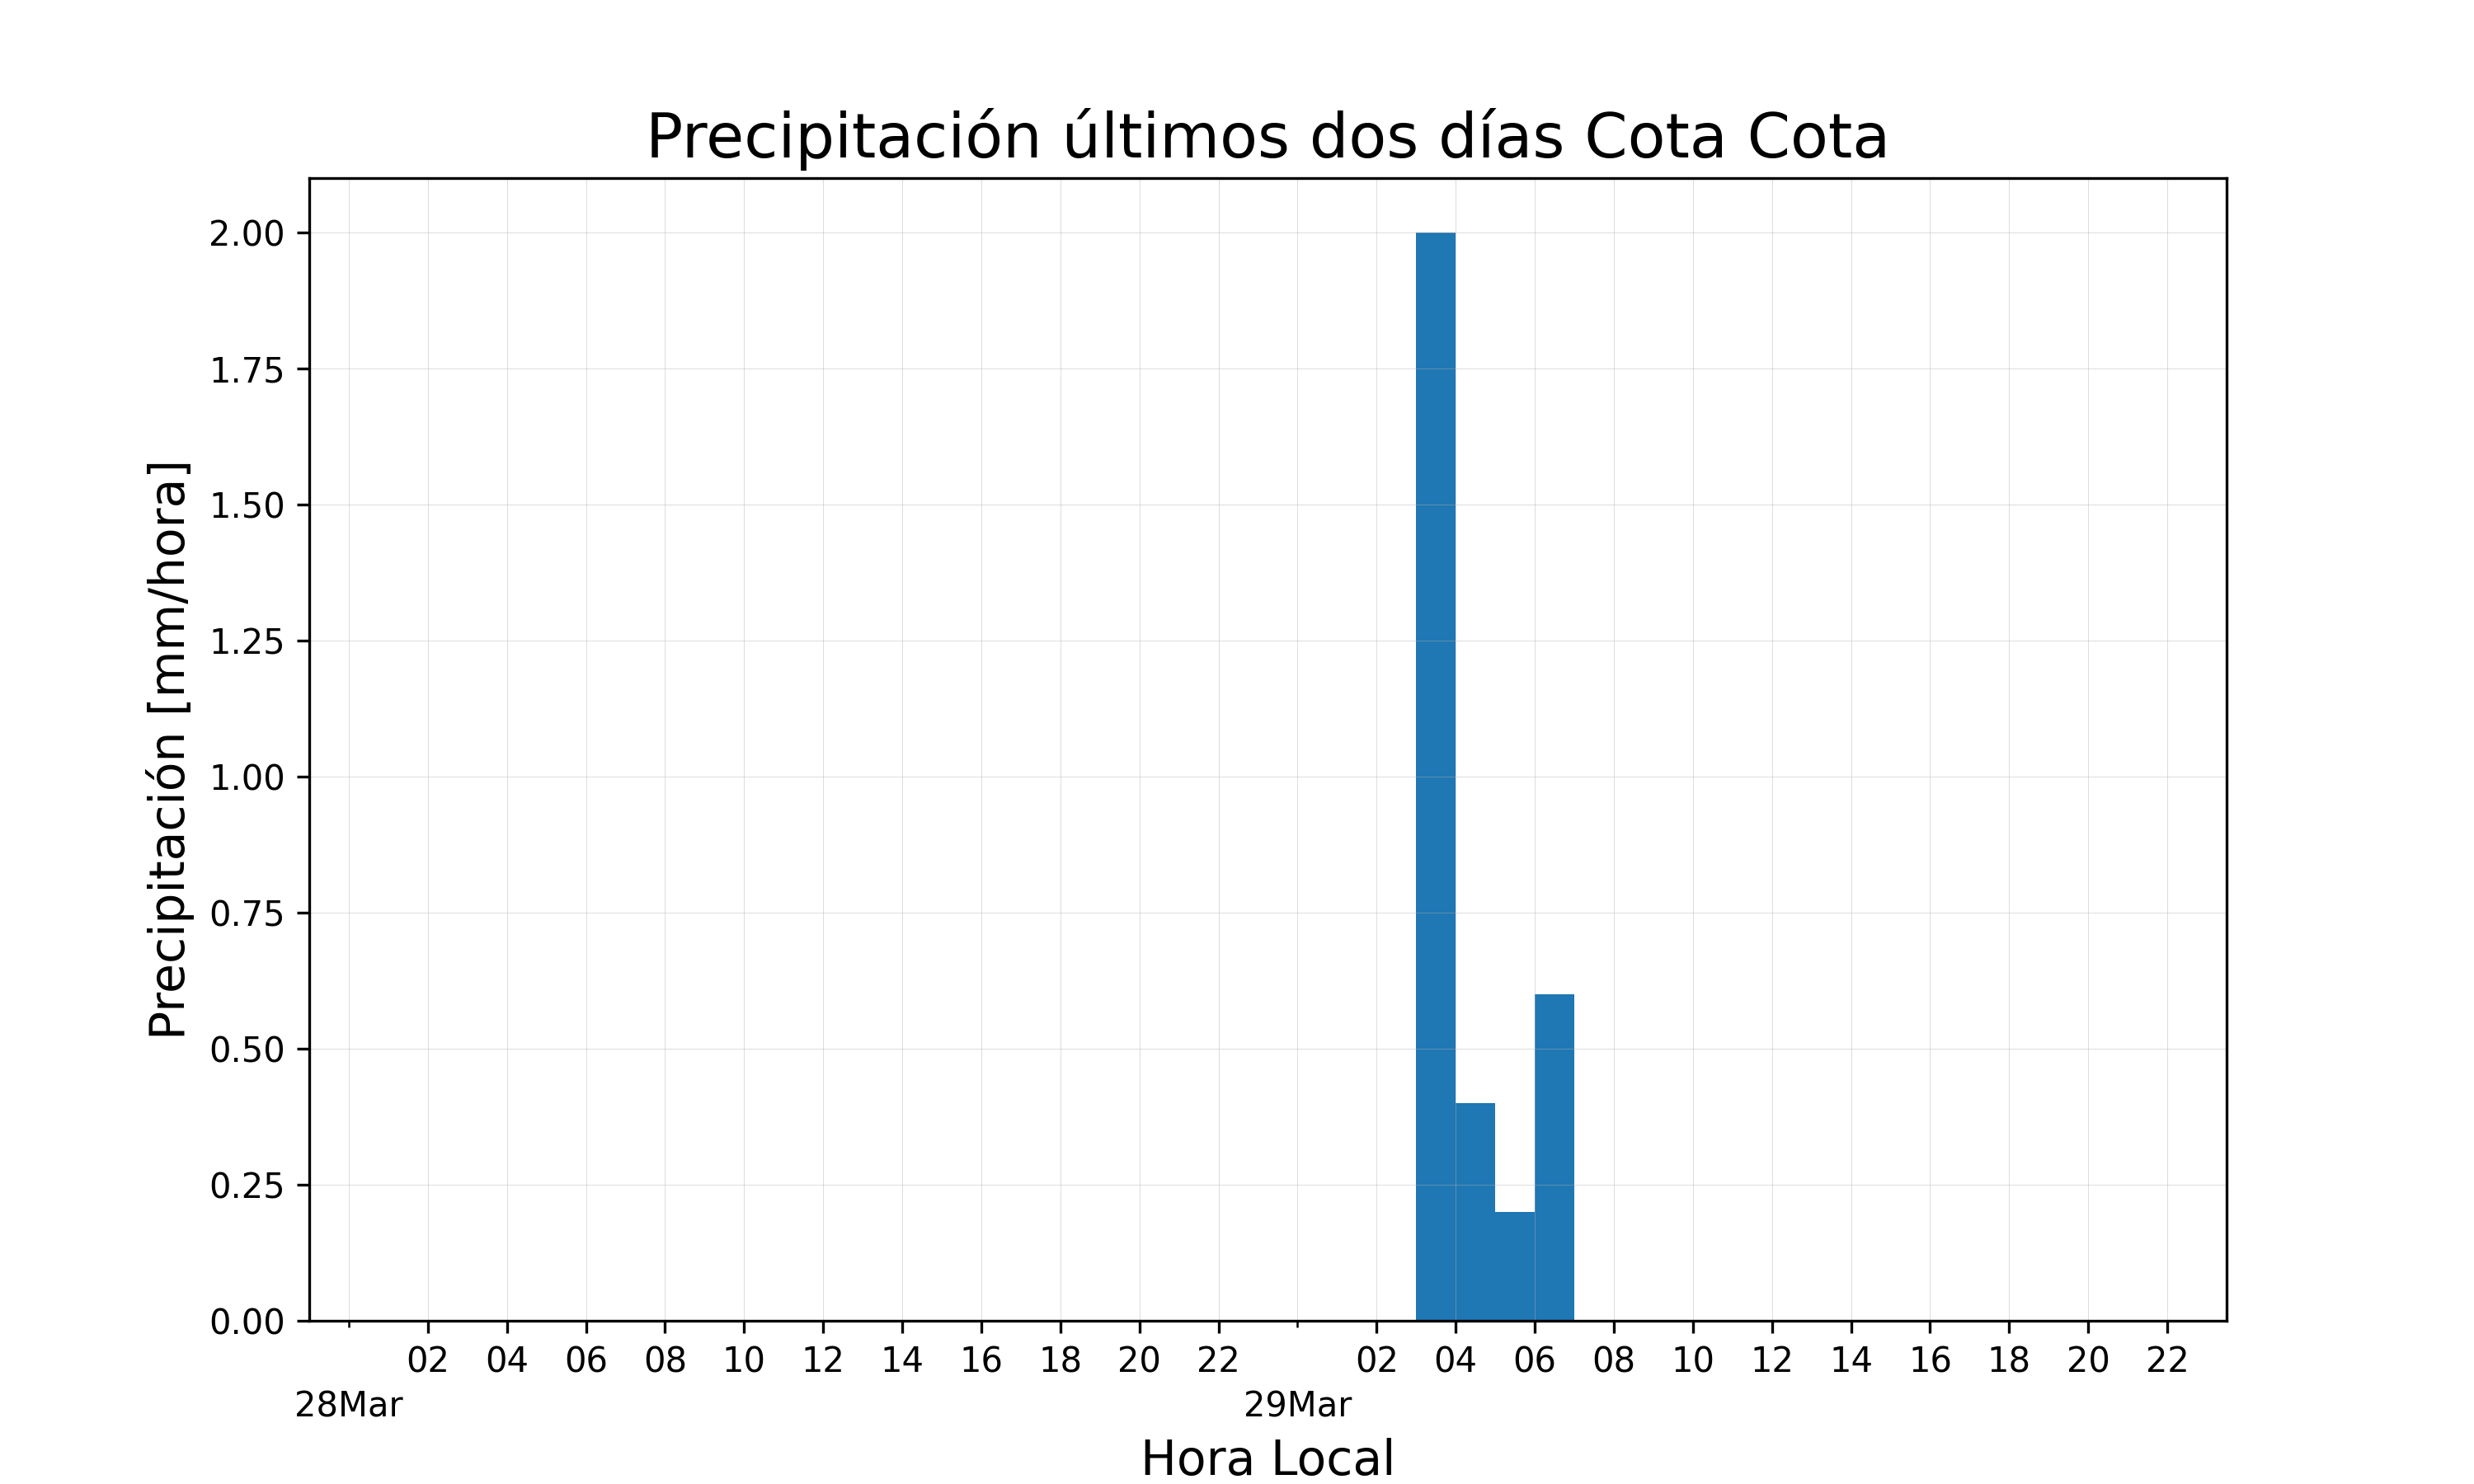 Precipitación últimos dos días Cota Cota
Precipitación [mm/hora]
2.00
1.75
1.50
1.25
1.00
0.75
0.50
0.25
0.00
02 04 06 08 10 12 14 16 18 20 22 02 04 06 08 10 12 14 16 18 20 22
28Mar 29Mar
Hora Local